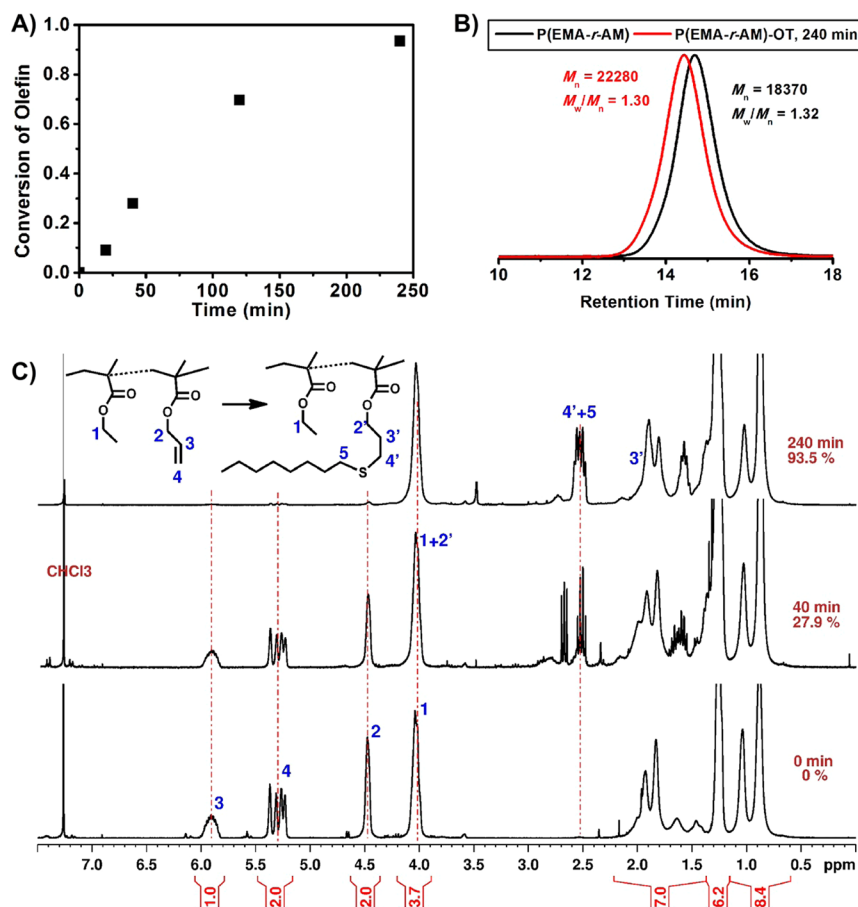 A)
Conversion of Olefin
1.0
0.8
0.6
0.4
0.2
0.0
0 50 100 150 200 250
Time (min)
B)
P(EMA-r-AM) P(EMA-r-AM)-OT, 240 min
Mn = 22280
Mw/Mn = 1.30
Mn = 18370
Mw/Mn = 1.32
10 12 14 16 18
Retention Time (min)
C)
O
O
O
O
O
O
O
O
1
2
3
4
1
2'
3'
4'
5
S
4'+5
3'
240 min
93.5 %
CHCl3
1+2'
40 min
27.9 %
3
4
2
1
0 min
0 %
7.0 6.5 6.0 5.5 5.0 4.5 4.0 3.5 3.0 2.5 2.0 1.5 1.0 0.5 ppm
1.0 2.0 2.0 3.7 7.0 6.2 8.4